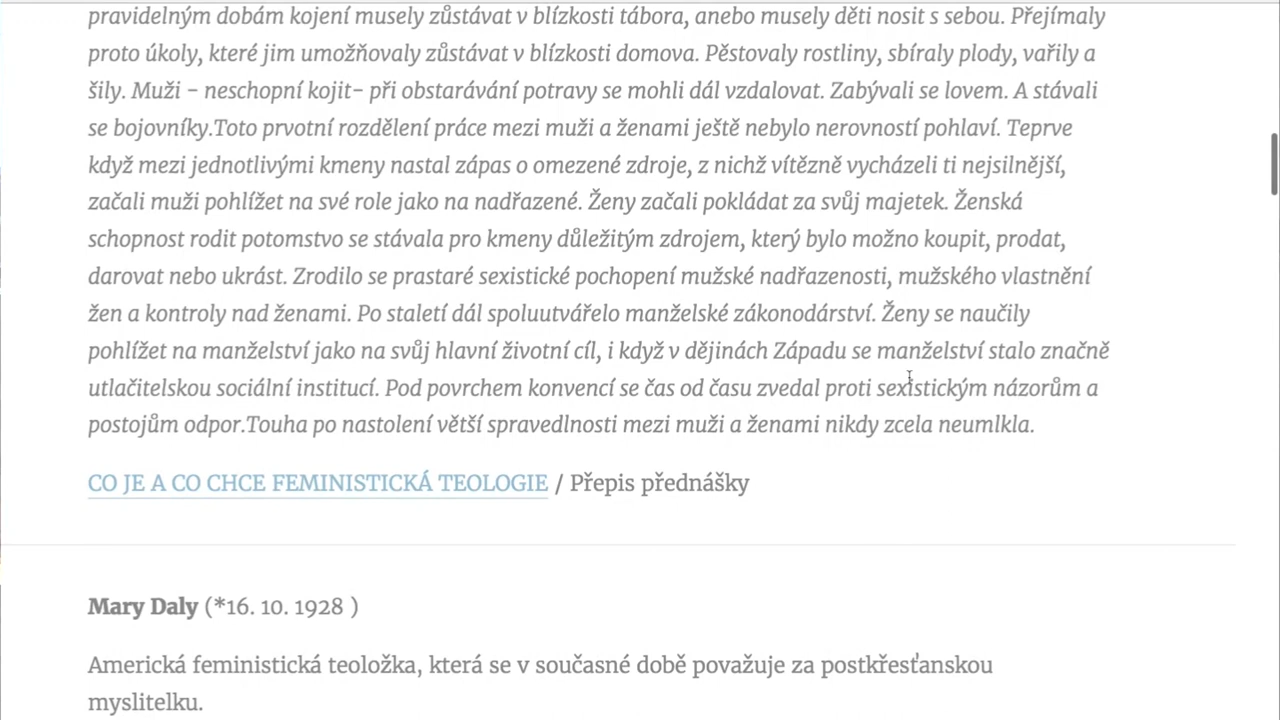 pravidelným dobám kojení musely zůstávat v blízkosti tábora, anebo musely děti nosit s sebou. Přejímaly
proto úkoly, které jim umožňovaly zůstávat v blízkosti domova. Pěstovaly rostliny, sbíraly plody, vařily a
šily. Muži – neschopní kojit– při obstarávání potravy se mohli dál vzdalovat. Zabývali se lovem. A stávali
se bojovníky.Toto prvotní rozdělení práce mezi muži a ženami ještě nebylo nerovností pohlaví. Teprve
když mezi jednotlivými kmeny nastal zápas o omezené zdroje, z nichž vítězně vycházeli ti nejsilnější,
začali muži pohlížet na své role jako na nadřazené. Ženy začali pokládat za svůj majetek. Ženská
schopnost rodit potomstvo se stávala pro kmeny důležitým zdrojem, který bylo možno koupit, prodat,
darovat nebo ukrást. Zrodilo se prastaré sexistické pochopení mužské nadřazenosti, mužského vlastnění
žen a kontroly nad ženami. Po staletí dál spoluutvářelo manželské zákonodárství. Ženy se naučily
pohlížet na manželství jako na svůj hlavní životní cíl, i když v dějinách Západu se manželství stalo značně
utlačitelskou sociální institucí. Pod povrchem konvencí se čas od času zvedal proti sexistickým názorům a
postojům odpor.Touha po nastolení větší spravedlnosti mezi muži a ženami nikdy zcela neumlkla.
CO JE A CO CHCE FEMINISTICKÁ TEOLOGIE / Přepis přednášky
Mary Daly (*16. 10. 1928 )
Americká feministická teoložka, která se v současné době považuje za postkřesťanskou
myslitelku.